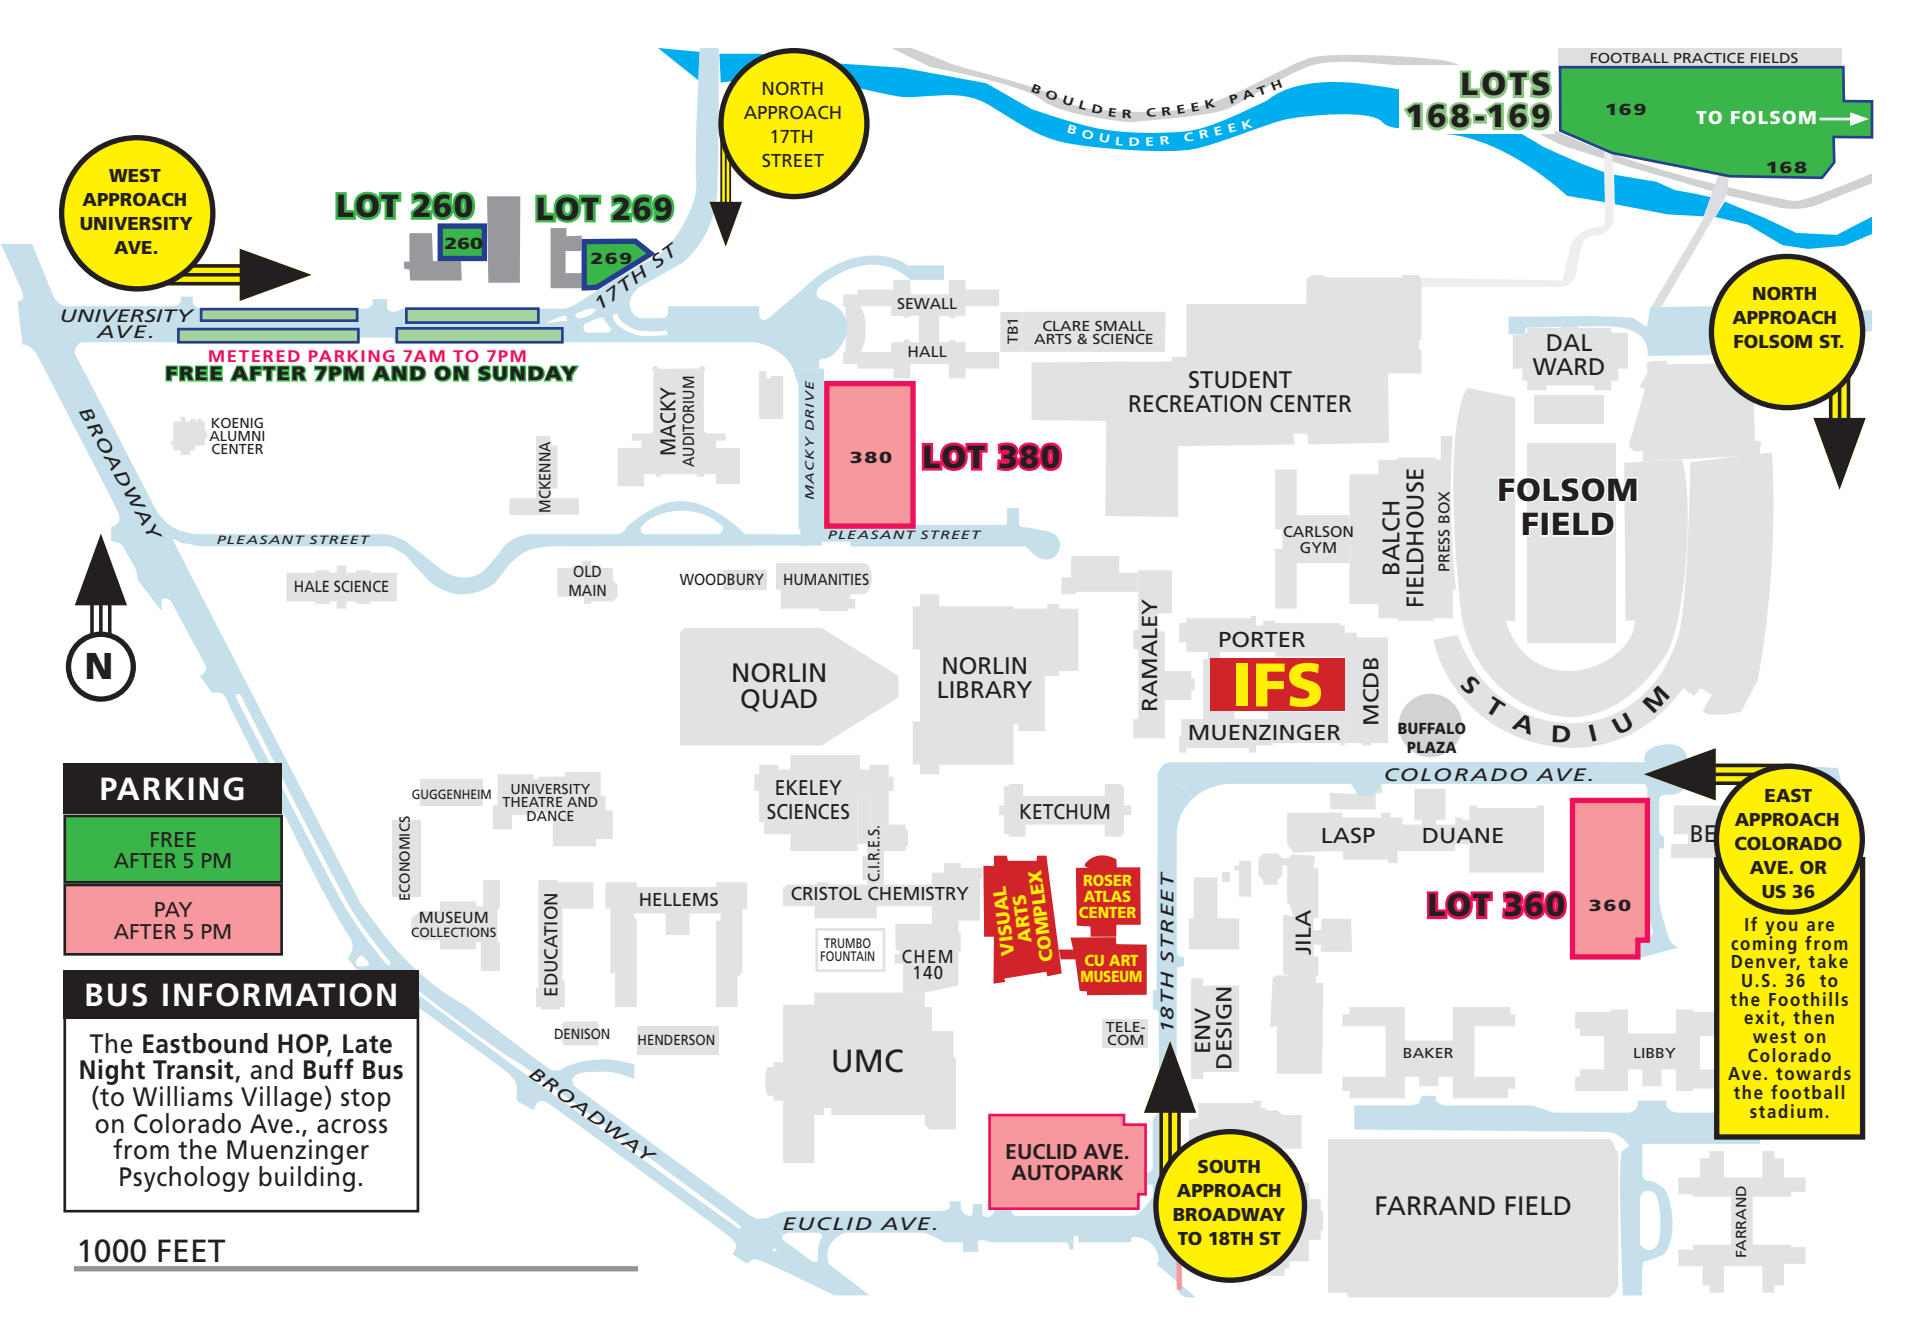 FOOTBALL PRACTICE FIELDS
LOTS
168-169
169
TO FOLSOM
168
BOULDER CREEK PATH
BOULDER CREEK
NORTH
APPROACH
17TH
STREET
WEST
APPROACH
UNIVERSITY
AVE.
LOT 260
260
LOT 269
269
17TH ST
UNIVERSITY
AVE.
METERED PARKING 7AM TO 7PM
FREE AFTER 7PM AND ON SUNDAY
SEWALL
HALL
TB1
CLARE SMALL
ARTS & SCIENCE
STUDENT
RECREATION CENTER
DAL
WARD
NORTH
APPROACH
FOLSOM ST.
BROADWAY
KOENIG
ALUMNI
CENTER
MCKENNA
MACKY
AUDITORIUM
MACKY DRIVE
380
LOT 380
PLEASANT STREET
PLEASANT STREET
CARLSON
GYM
BALCH
FIELDHOUSE
PRESS BOX
FOLSOM
FIELD
STADIUM
N
HALE SCIENCE
OLD
MAIN
WOODBURY
HUMANITIES
NORLIN
QUAD
NORLIN
LIBRARY
RAMALEY
PORTER
IFS
MUENZINGER
MCDB
BUFFALO
PLAZA
COLORADO AVE.
PARKING
FREE
AFTER 5 PM
PAY
AFTER 5 PM
GUGGENHEIM
UNIVERSITY
THEATRE AND
DANCE
ECONOMICS
MUSEUM
COLLECTIONS
EDUCATION
HELLEMS
EKELEY
SCIENCES
C.I.R.E.S.
CRISTOL CHEMISTRY
TRUMBO
FOUNTAIN
CHEM
140
KETCHUM
VISUAL
ARTS
COMPLEX
ROSER
ATLAS
CENTER
CU ART
MUSEUM
18TH STREET
LASP
DUANE
LOT 360
360
BE
EAST
APPROACH
COLORADO
AVE. OR
US 36
If you are
coming from
Denver, take
U.S. 36 to
the Foothills
exit, then
west on
Colorado
Ave. towards
the football
stadium.
JILA
ENV
DESIGN
TELE-
COM
BAKER
LIBBY
BUS INFORMATION
The Eastbound HOP, Late
Night Transit, and Buff Bus
(to Williams Village) stop
on Colorado Ave., across
from the Muenzinger
Psychology building.
DENISON
HENDERSON
UMC
BROADWAY
EUCLID AVE.
AUTOPARK
SOUTH
APPROACH
BROADWAY
TO 18TH ST
FARRAND FIELD
FARRAND
EUCLID AVE.
1000 FEET